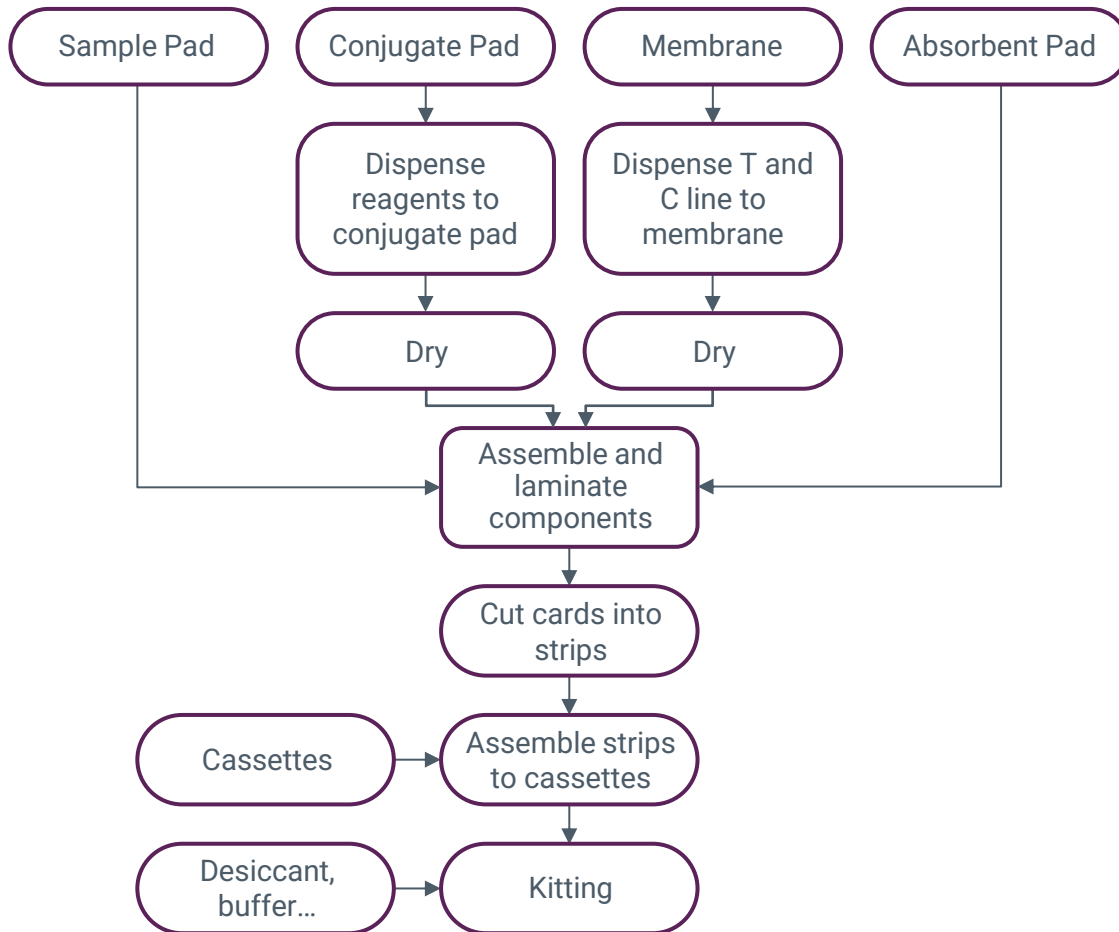 Sample Pad
Conjugate Pad
Membrane
Absorbent Pad
Dispense
reagents to
conjugate pad
Dispense T and
C line to
membrane
Dry
Dry
Assemble and
laminate
components
Cut cards into
strips
Cassettes
Assemble strips
to cassettes
Desiccant,
buffer…
Kitting